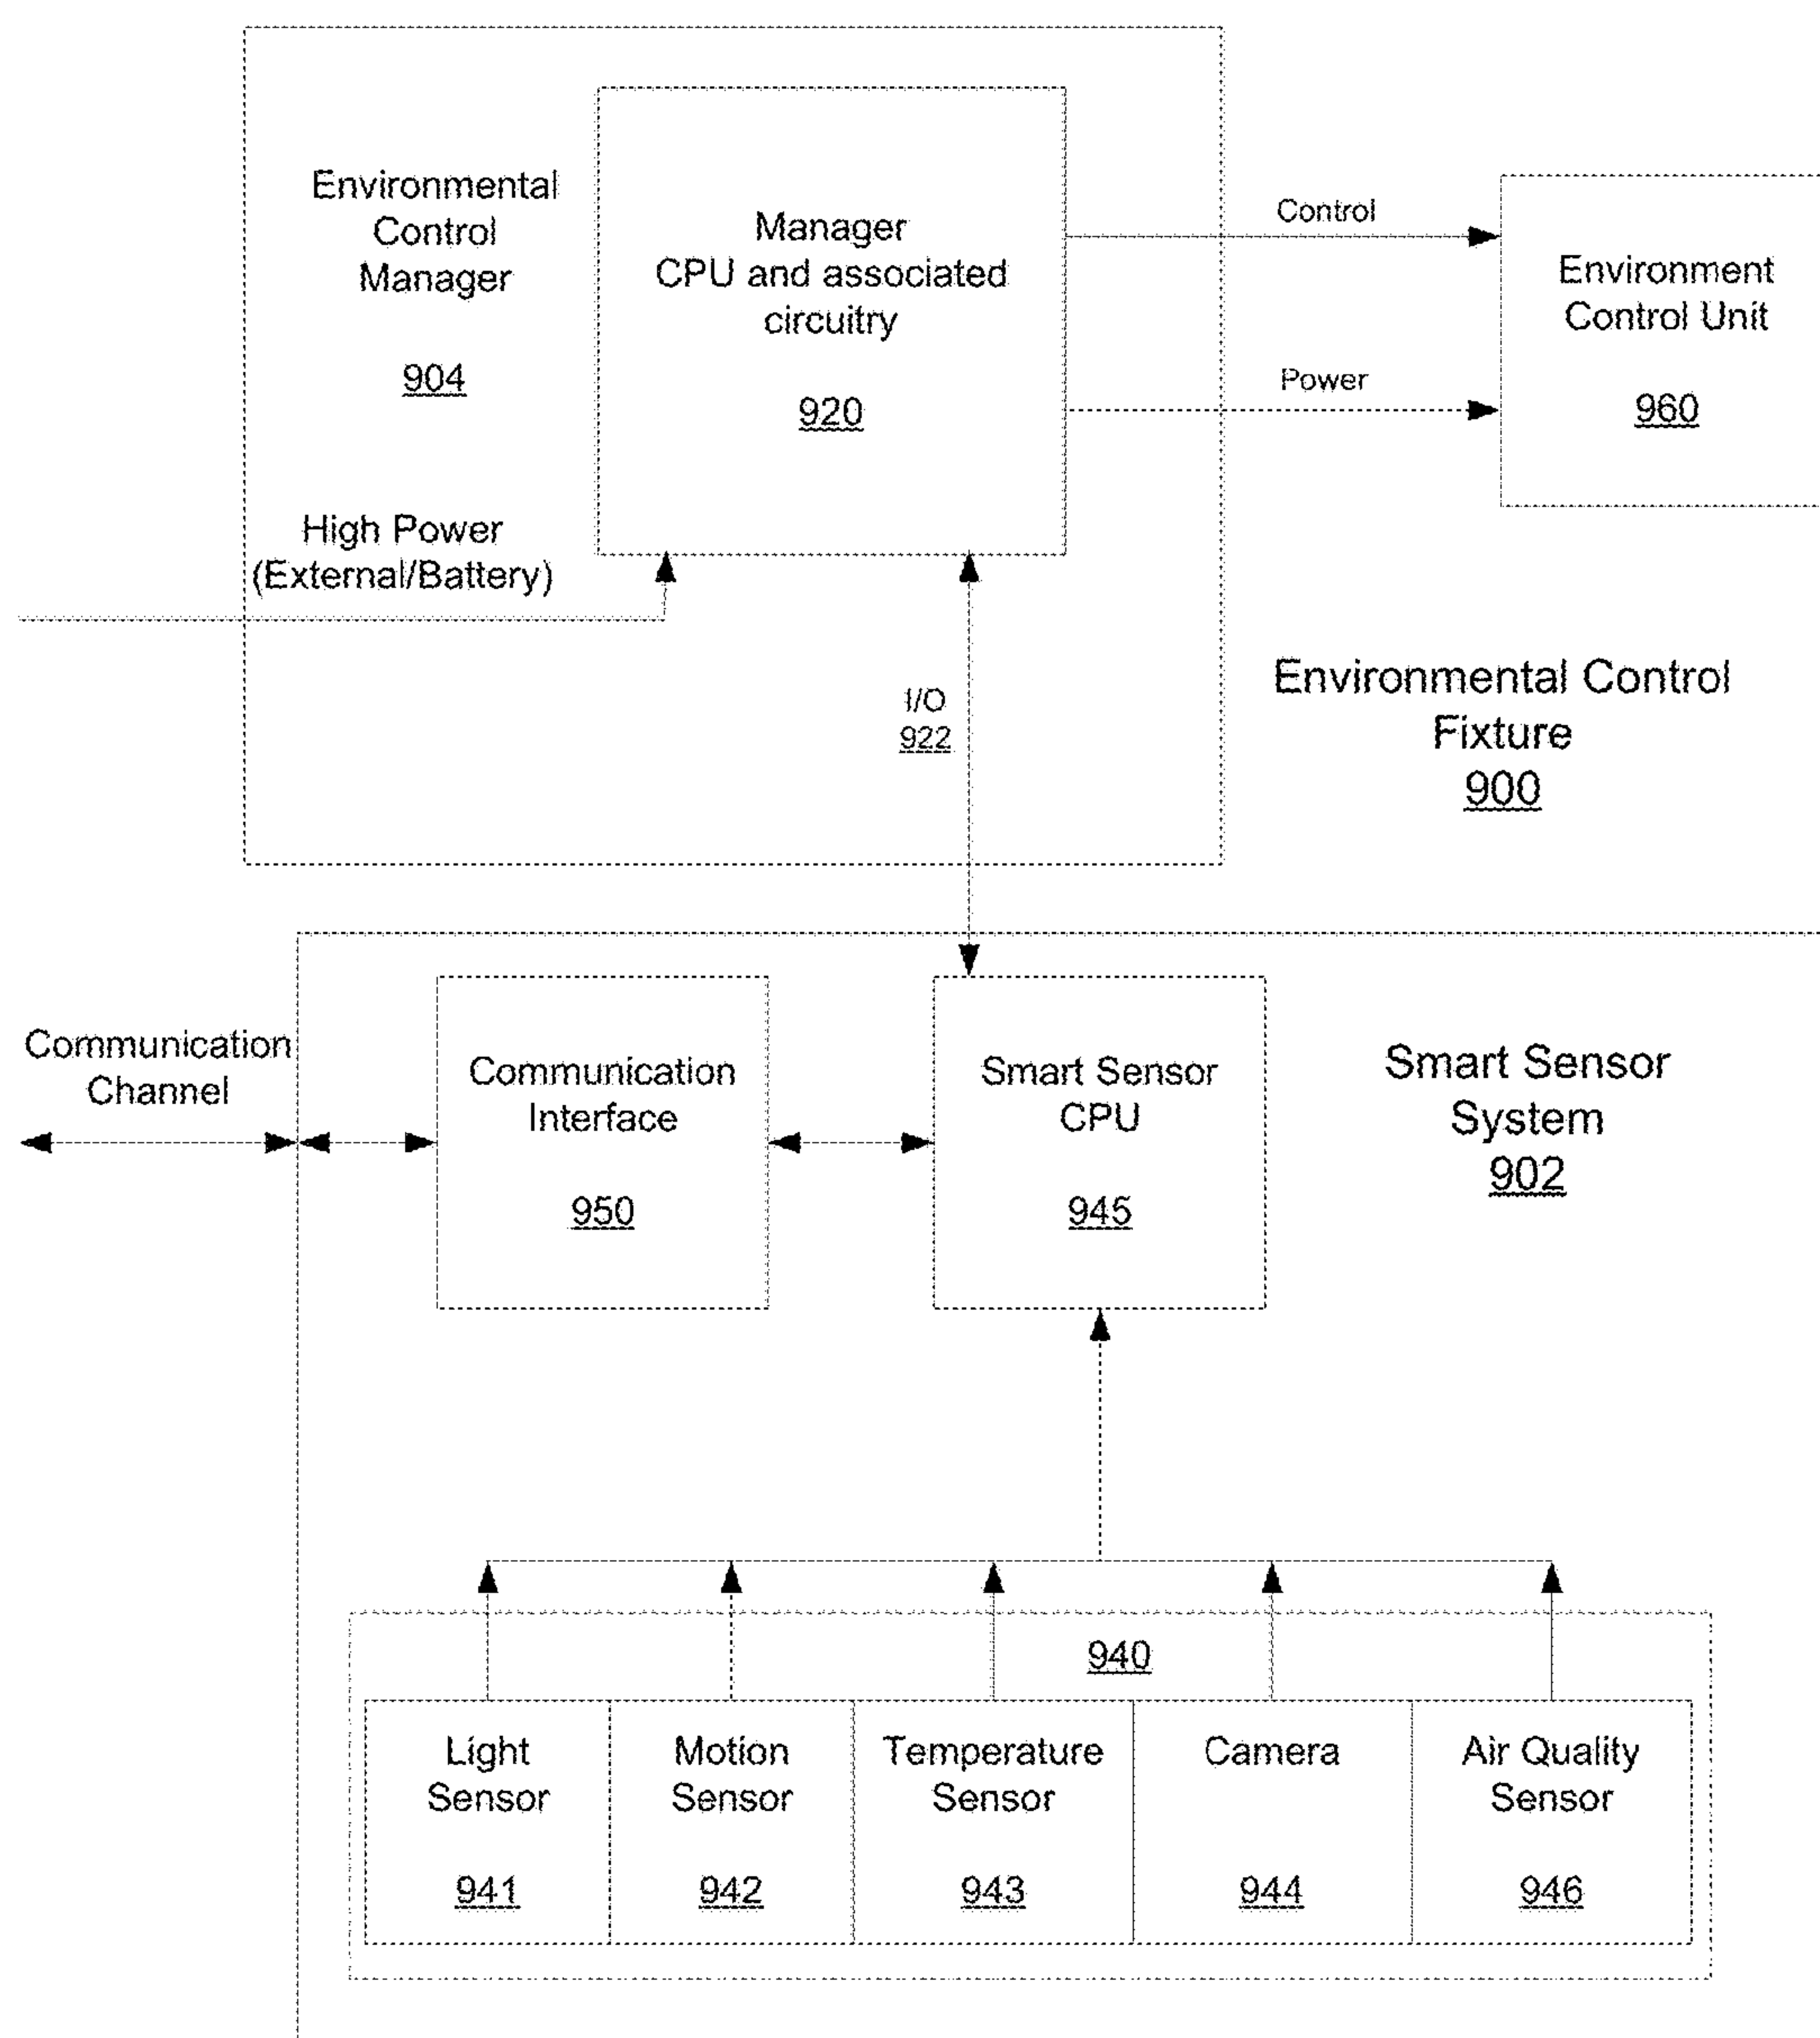 Environmental
Control
Manager
904
Manager
CPU and associated
circuitry
920
Control
Power
Environment
Control Unit
960
High Power
(External/Battery)
I/O
922
Environmental Control
Fixture
900
Communication
Channel
Communication
Interface
950
Smart Sensor
CPU
945
Smart Sensor
System
902
940
Light
Sensor
941
Motion
Sensor
942
Temperature
Sensor
943
Camera
944
Air Quality
Sensor
946